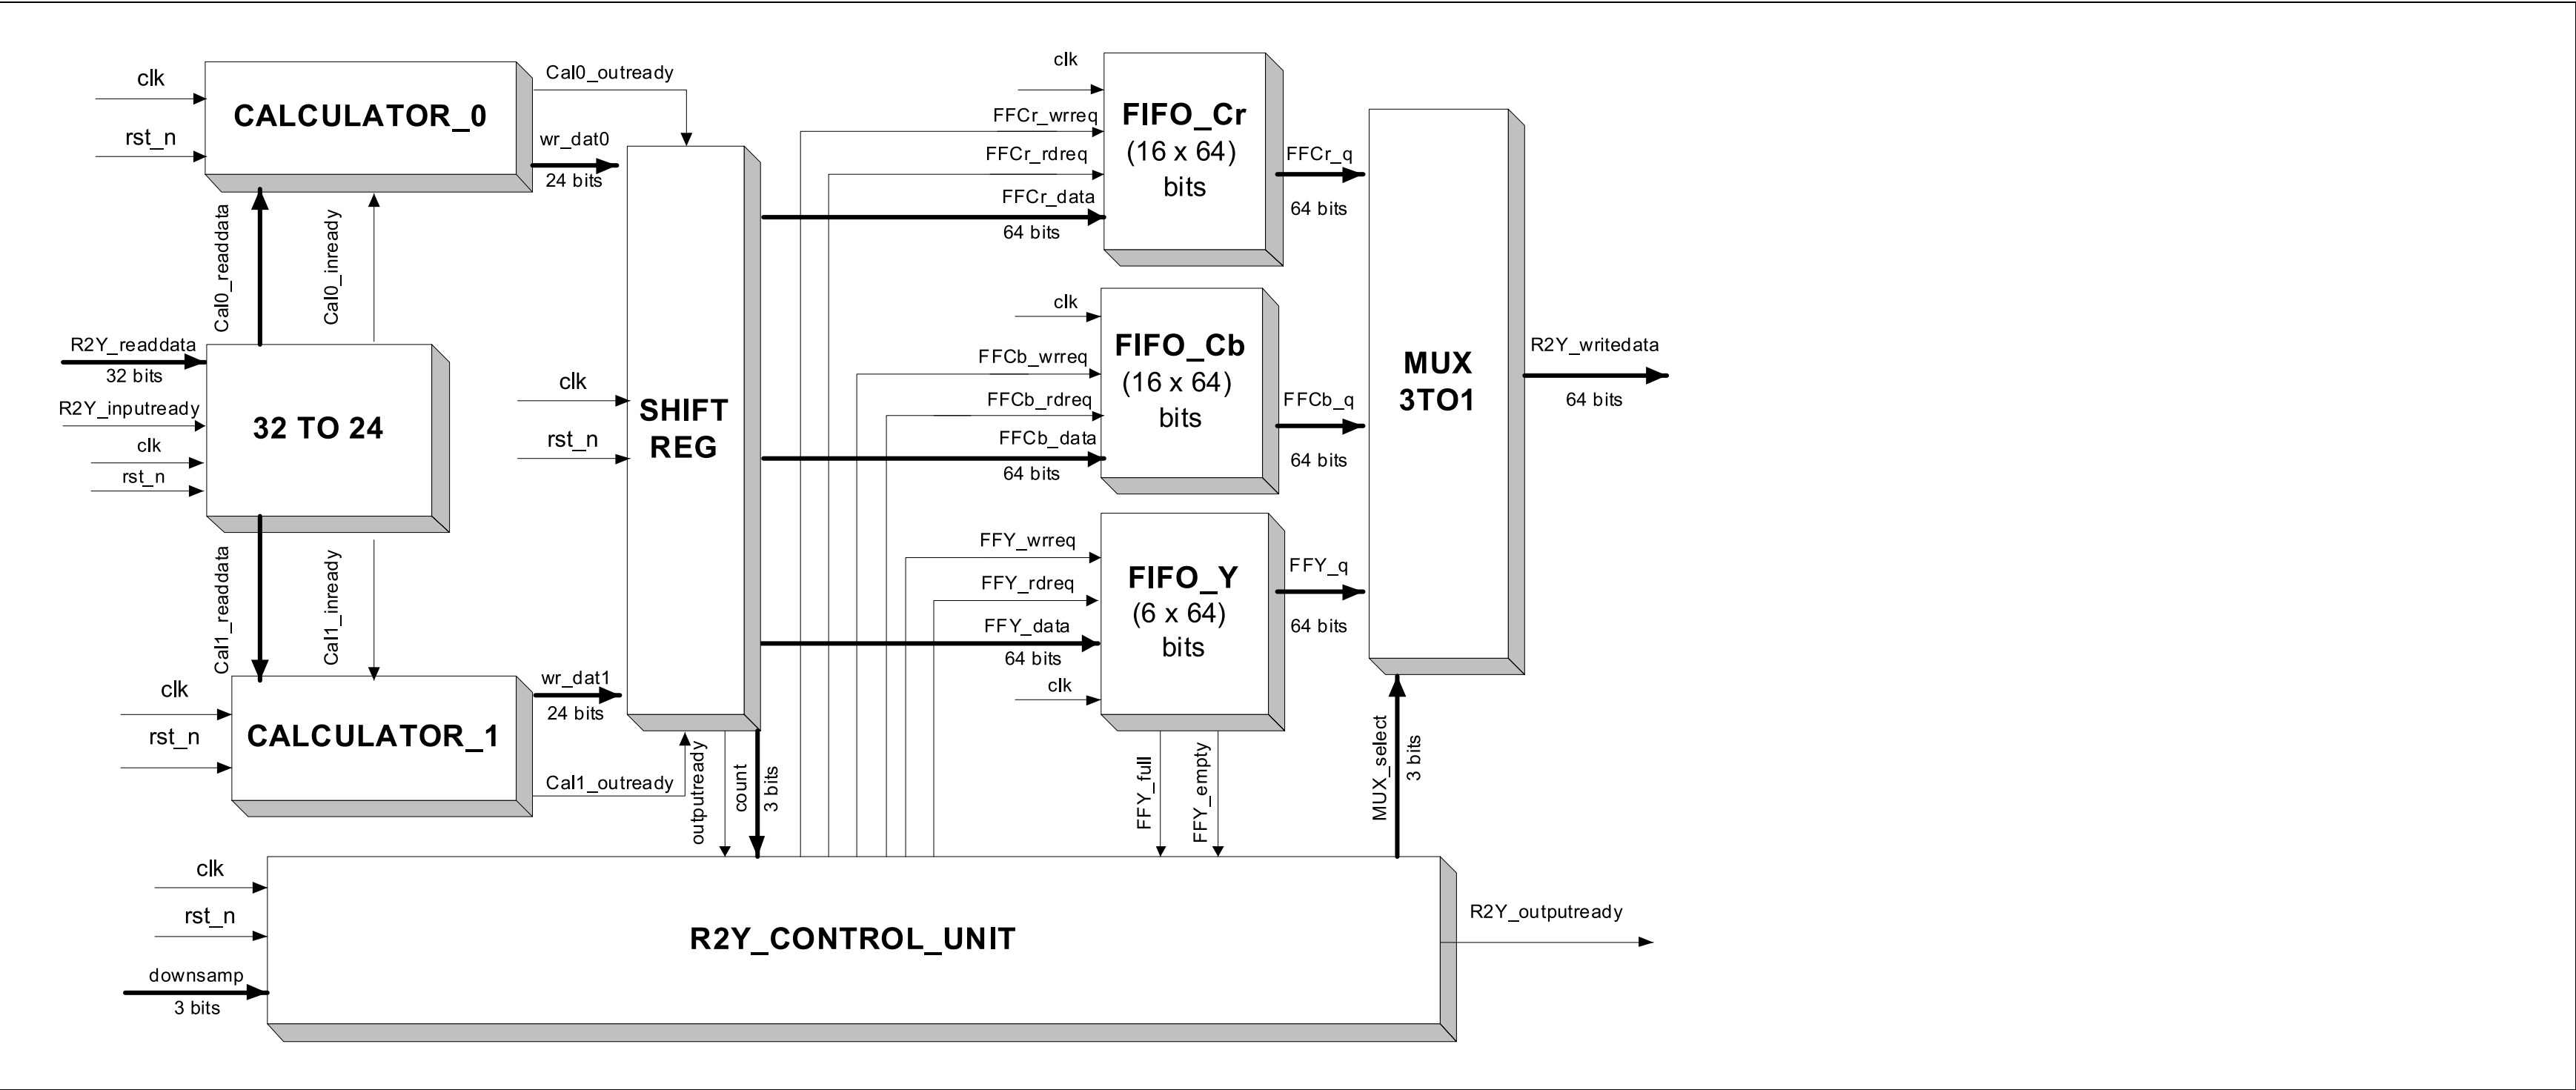 clk
rst_n
CALCULATOR_0
Cal0_outready
wr_dat0
24 bits
Cal0_readdata
Cal0_inready
R2Y_readdata
32 bits
R2Y_inputready
clk
rst_n
32 TO 24
Cal1_readdata
Cal1_inready
clk
rst_n
CALCULATOR_1
wr_dat1
24 bits
Cal1_outready
clk
rst_n
SHIFT
REG
outputready
count
3 bits
clk
FFCr_wrreq
FFCr_rdreq
FFCr_data
64 bits
FIFO_Cr
(16 x 64)
bits
FFCr_q
64 bits
clk
FFCb_wrreq
FFCb_rdreq
FFCb_data
64 bits
FIFO_Cb
(16 x 64)
bits
FFCb_q
64 bits
FFY_wrreq
FFY_rdreq
FFY_data
64 bits
clk
FIFO_Y
(6 x 64)
bits
FFY_q
64 bits
FFY_full
FFY_empty
MUX
3TO1
R2Y_writedata
64 bits
MUX_select
3 bits
clk
rst_n
downsamp
3 bits
R2Y_CONTROL_UNIT
R2Y_outputready